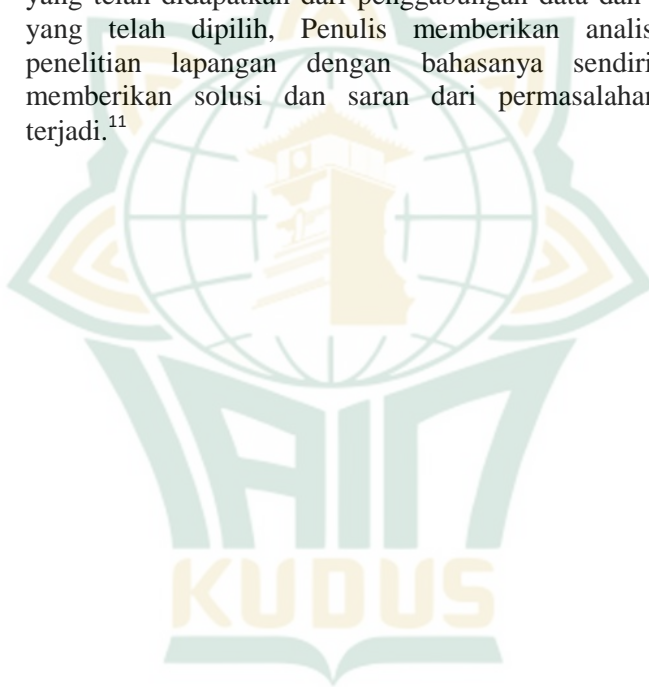 yang telah didapatkan dari penggabungan data dan
yang telah dipilih, Penulis memberikan analis
penelitian lapangan dengan bahasanya sendiri
memberikan solusi dan saran dari permasalahan
terjadi.¹¹
IAIN
KUDUS